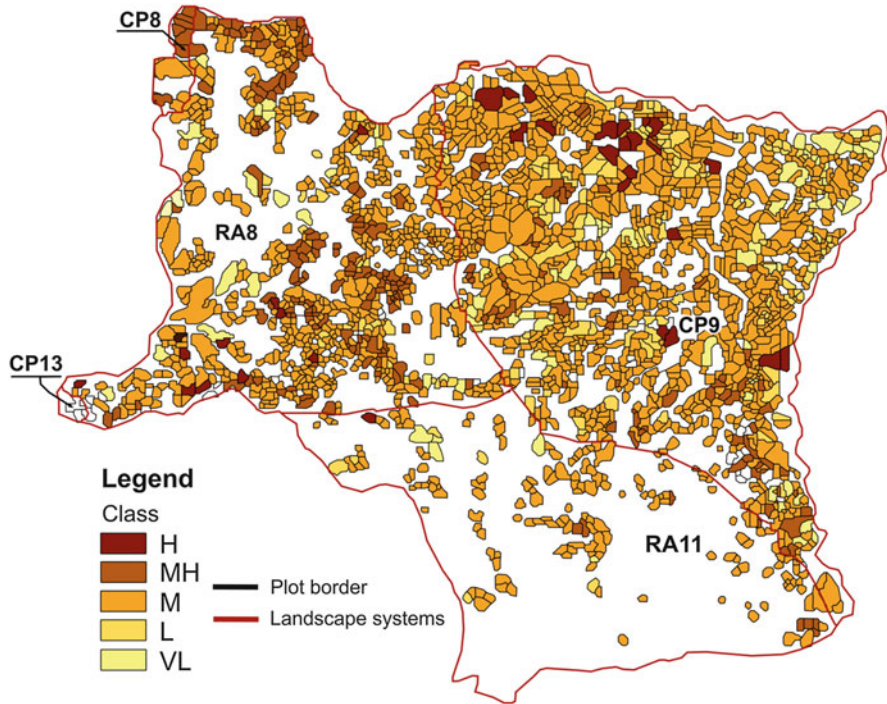 CP8
RA8
CP9
CP13
RA11
Legend
Class
H
MH
M
L
VL
Plot border
Landscape systems